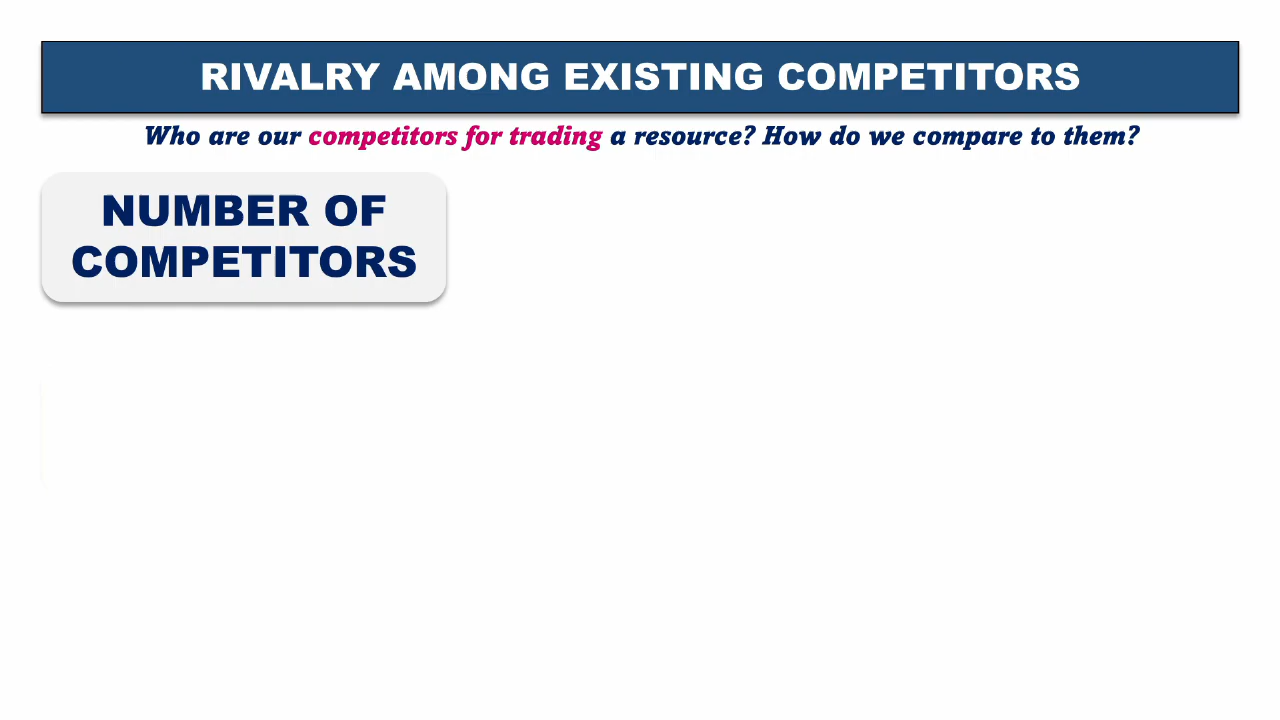 RIVALRY AMONG EXISTING COMPETITORS
Who are our competitors for trading a resource? How do we compare to them?
NUMBER OF
COMPETITORS